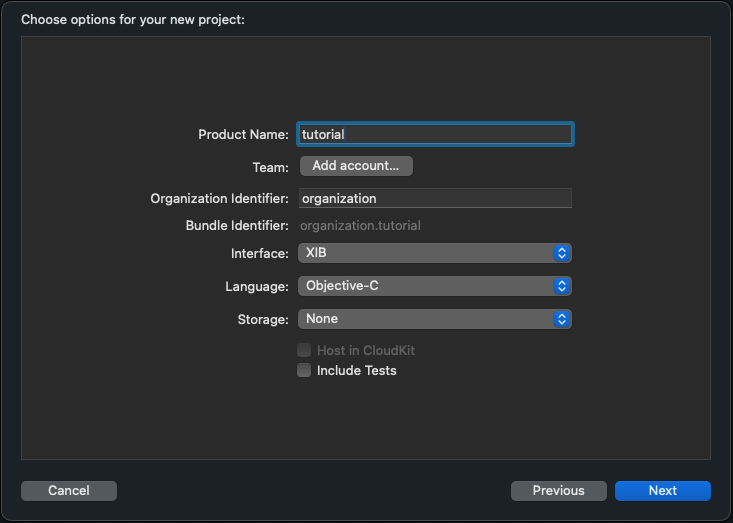 Choose options for your new project:
Product Name: tutorial
Team: Add account...
Organization Identifier: organization
Bundle Identifier: organization.tutorial
Interface: XIB
Language: Objective-C
Storage: None
Host in CloudKit
Include Tests
Cancel Previous Next